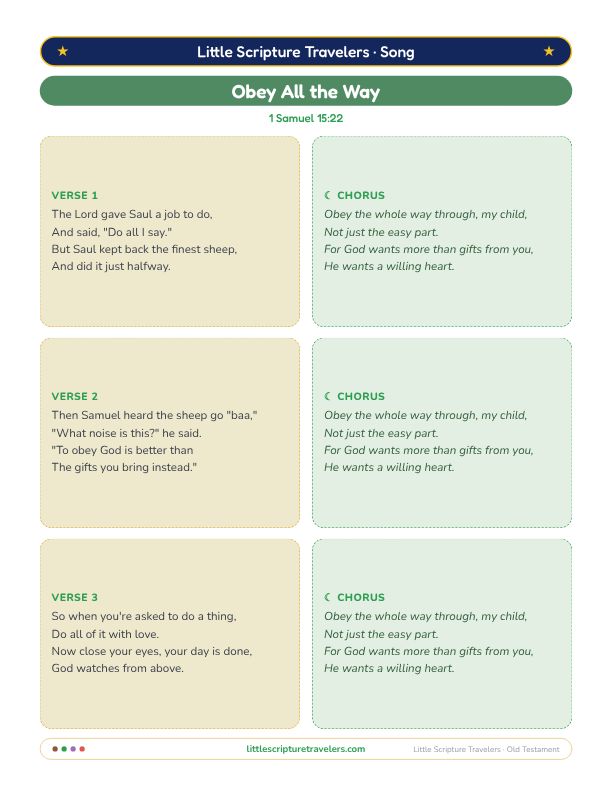 Little Scripture Travelers · Song
Obey All the Way
1 Samuel 15:22
VERSE 1
The Lord gave Saul a job to do,
And said, "Do all I say."
But Saul kept back the finest sheep,
And did it just halfway.
CHORUS
Obey the whole way through, my child,
Not just the easy part.
For God wants more than gifts from you,
He wants a willing heart.
VERSE 2
Then Samuel heard the sheep go "baa,"
"What noise is this?" he said.
"To obey God is better than
The gifts you bring instead."
CHORUS
Obey the whole way through, my child,
Not just the easy part.
For God wants more than gifts from you,
He wants a willing heart.
VERSE 3
So when you're asked to do a thing,
Do all of it with love.
Now close your eyes, your day is done,
God watches from above.
CHORUS
Obey the whole way through, my child,
Not just the easy part.
For God wants more than gifts from you,
He wants a willing heart.
littlescripturetravelers.com
Little Scripture Travelers · Old Testament